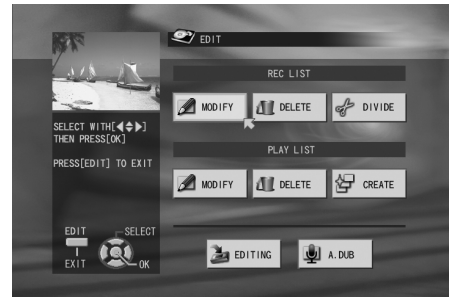 EDIT
REC LIST
MODIFY DELETE DIVIDE
SELECT WITH[◀▲▼▶]
THEN PRESS[OK]
PLAY LIST
PRESS[EDIT] TO EXIT
MODIFY DELETE CREATE
EDIT SELECT
EXIT OK
EDITING A.DUB